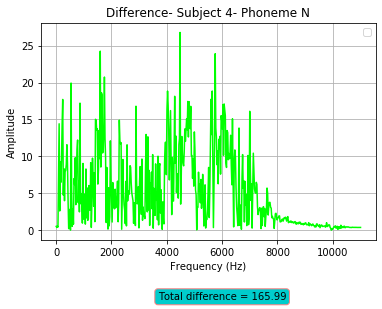 Difference- Subject 4- Phoneme N
25
20
15
10
5
0
Amplitude
0 2000 4000 6000 8000 10000
Frequency (Hz)
Total difference = 165.99